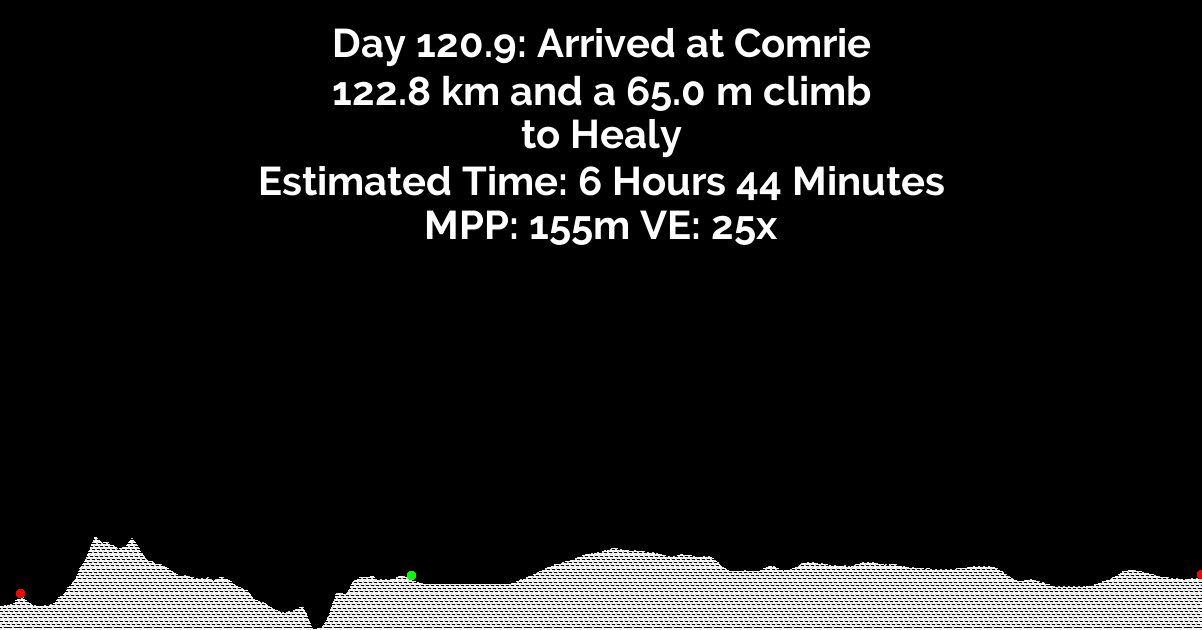 Day 120.9: Arrived at Comrie
122.8 km and a 65.0 m climb
to Healy
Estimated Time: 6 Hours 44 Minutes
MPP: 155m VE: 25x